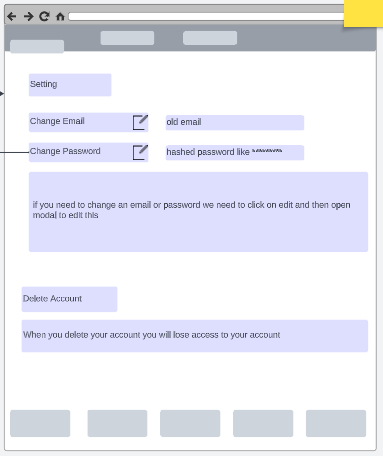 Setting
Change Email
old email
Change Password
hashed password like *********
if you need to change an email or password we need to click on edit and then open
modal to edit this
Delete Account
When you delete your account you will lose access to your account